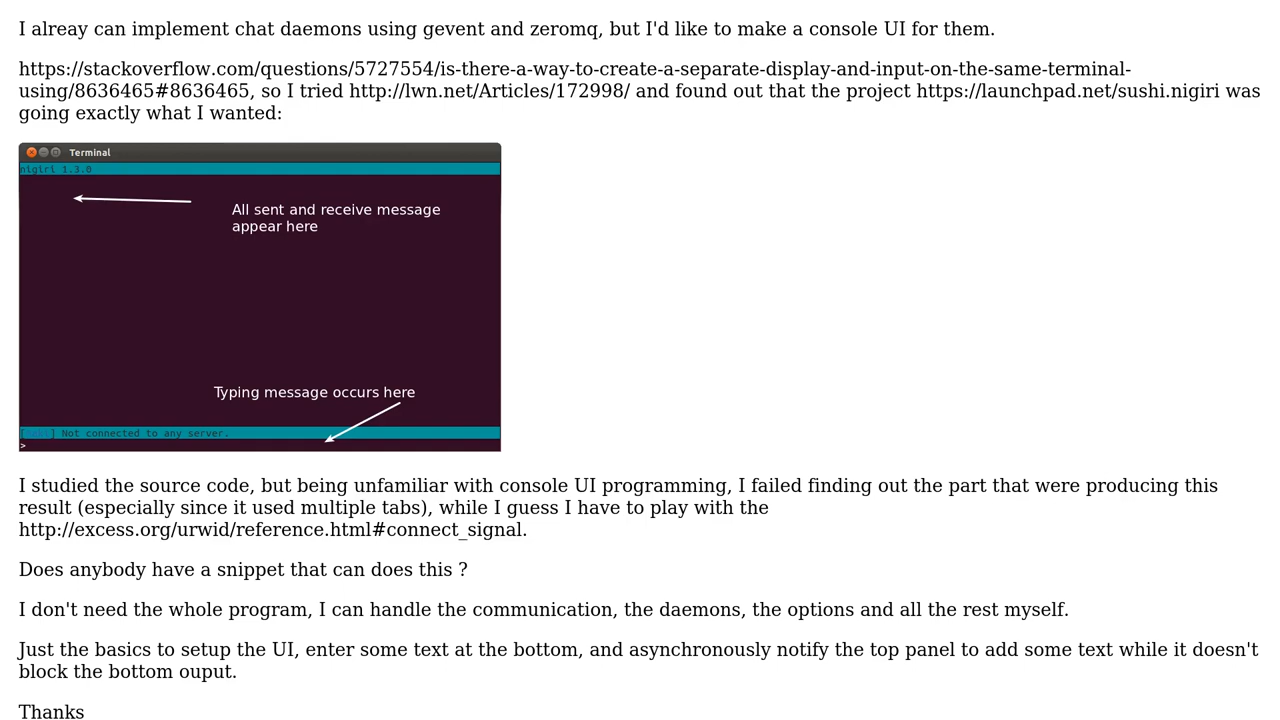 I alreay can implement chat daemons using gevent and zeromq, but I'd like to make a console UI for them.
https://stackoverflow.com/questions/5727554/is-there-a-way-to-create-a-separate-display-and-input-on-the-same-terminal-
using/8636465#8636465, so I tried http://lwn.net/Articles/172998/ and found out that the project https://launchpad.net/sushi.nigiri was
going exactly what I wanted:
Terminal
nigiri 1.3.0
All sent and receive message
appear here
Typing message occurs here
] Not connected to any server.
>
I studied the source code, but being unfamiliar with console UI programming, I failed finding out the part that were producing this
result (especially since it used multiple tabs), while I guess I have to play with the
http://excess.org/urwid/reference.html#connect_signal.
Does anybody have a snippet that can does this ?
I don't need the whole program, I can handle the communication, the daemons, the options and all the rest myself.
Just the basics to setup the UI, enter some text at the bottom, and asynchronously notify the top panel to add some text while it doesn't
block the bottom ouput.
Thanks